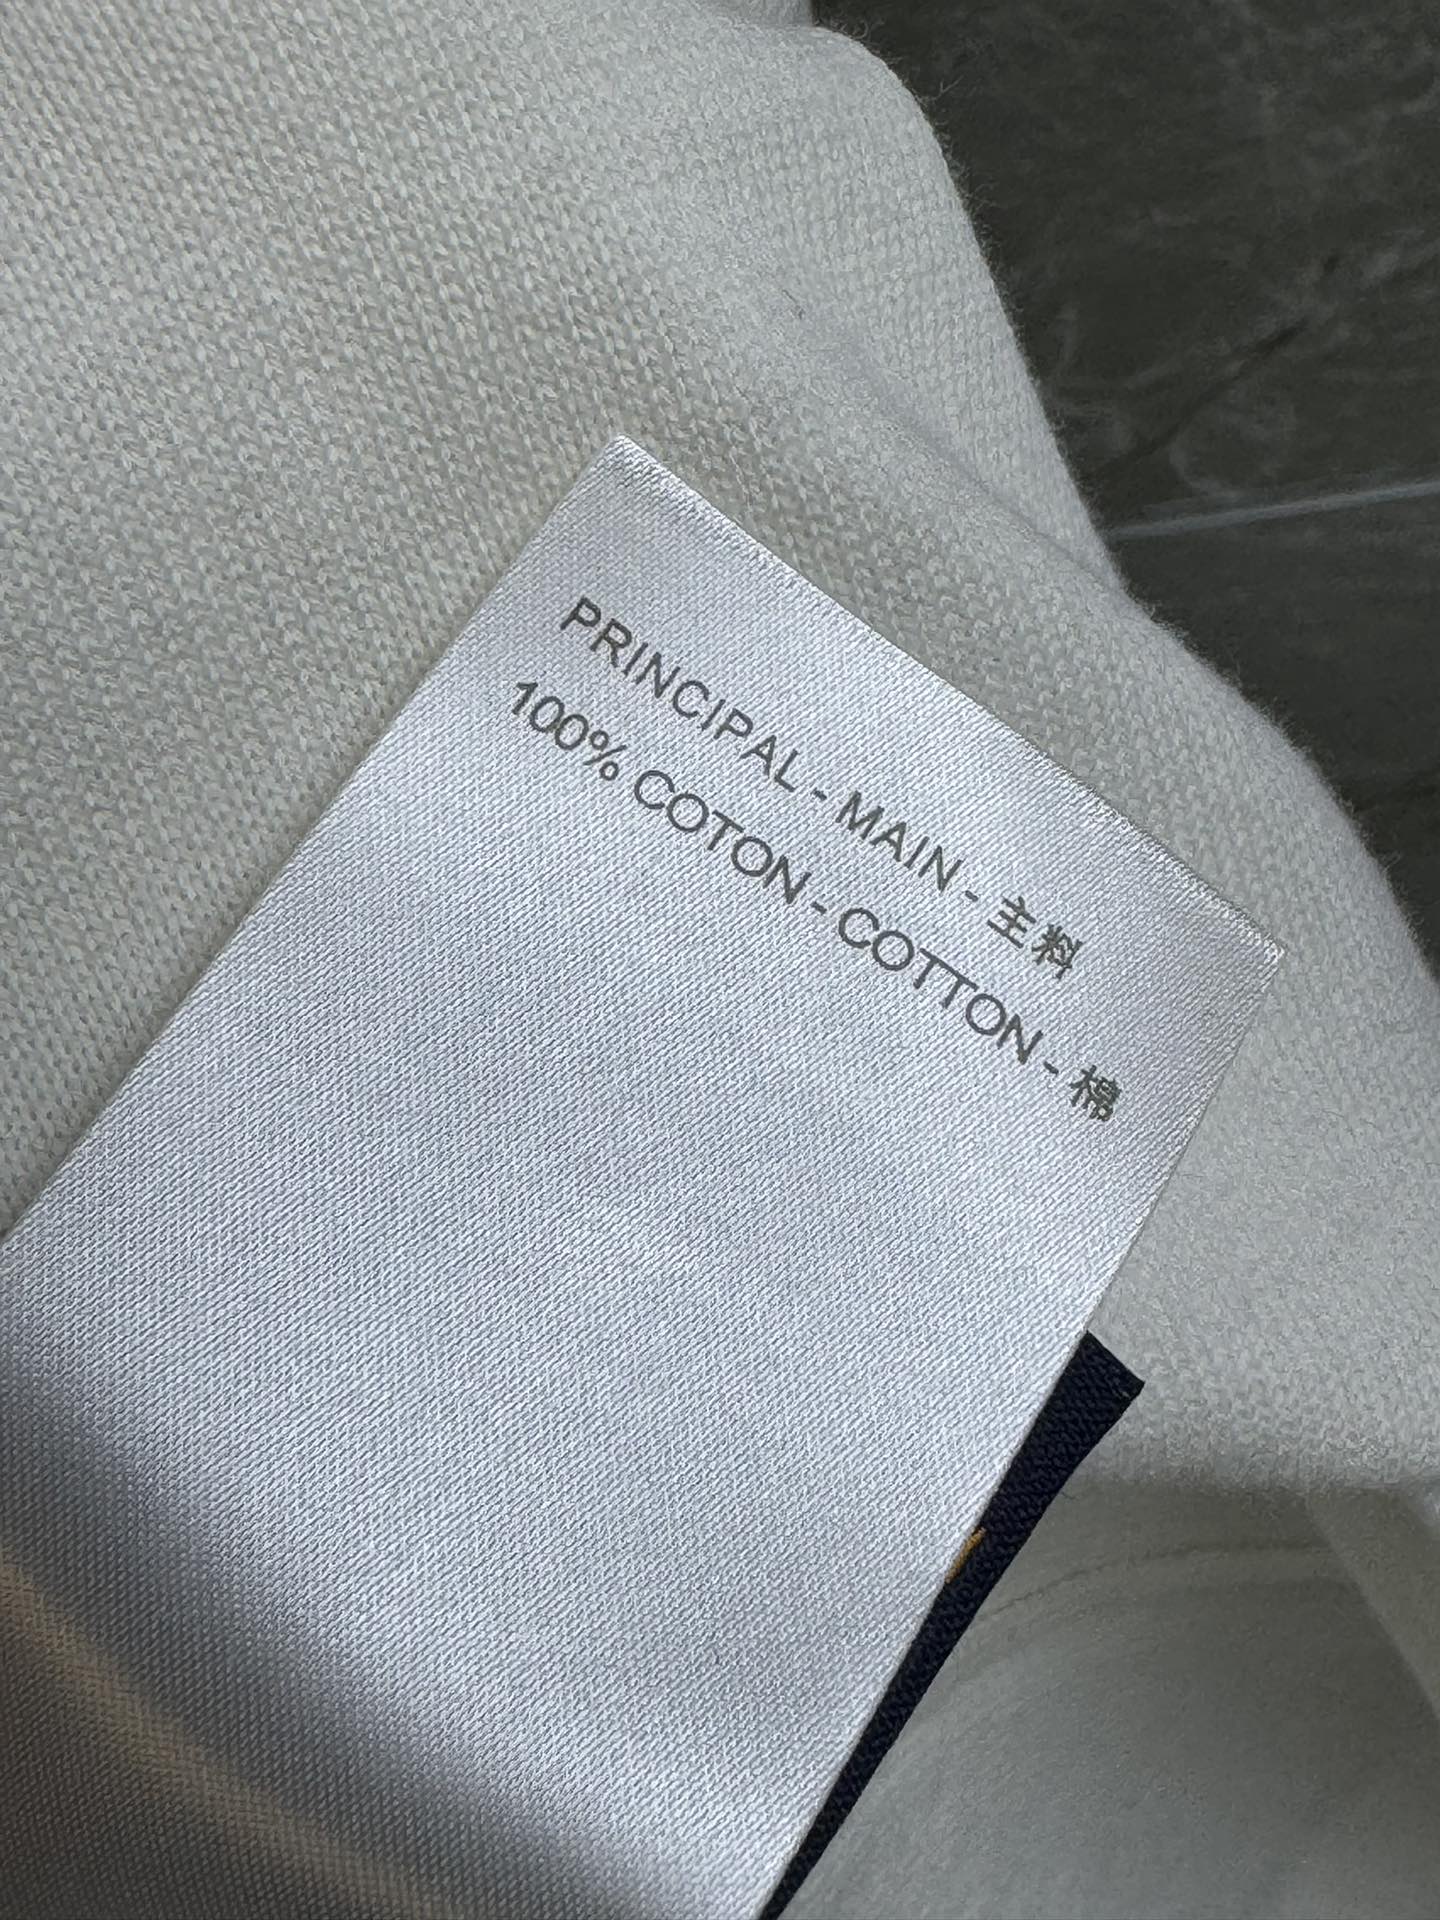 PRINCIPAL - MAIN - 主料
100% COTON - COTTON - 棉